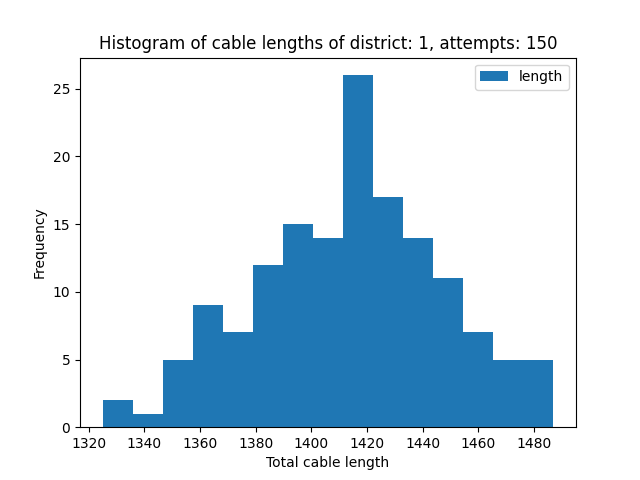 Histogram of cable lengths of district: 1, attempts: 150
length
25
20
15
10
5
0
Frequency
1320 1340 1360 1380 1400 1420 1440 1460 1480
Total cable length